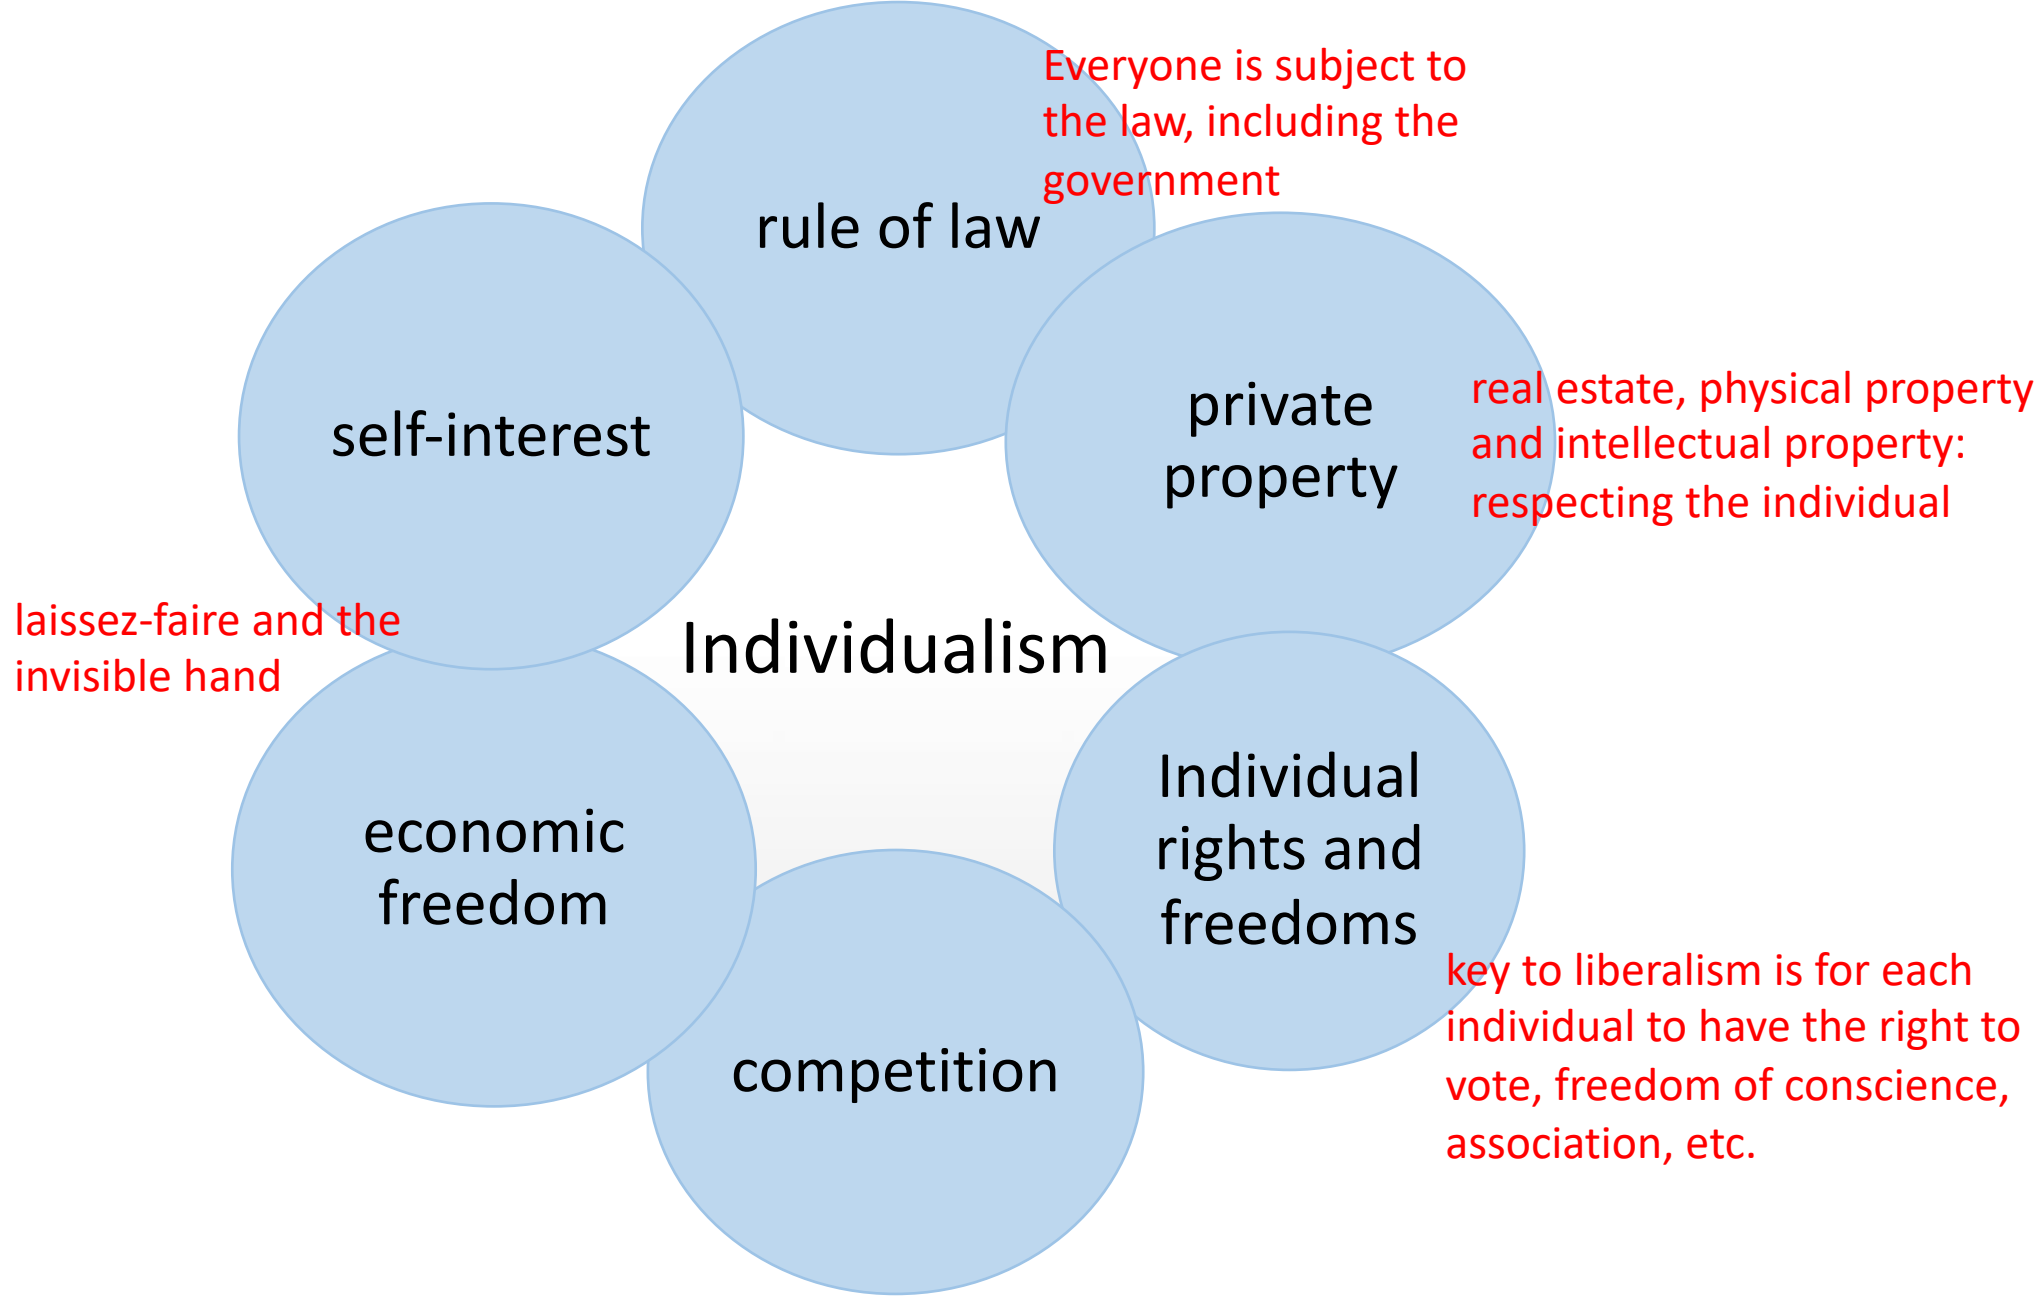 Everyone is subject to
the law, including the
government
rule of law
self-interest
private
property
real estate, physical property
and intellectual property:
respecting the individual
laissez-faire and the
invisible hand
Individualism
economic
freedom
Individual
rights and
freedoms
key to liberalism is for each
individual to have the right to
vote, freedom of conscience,
association, etc.
competition